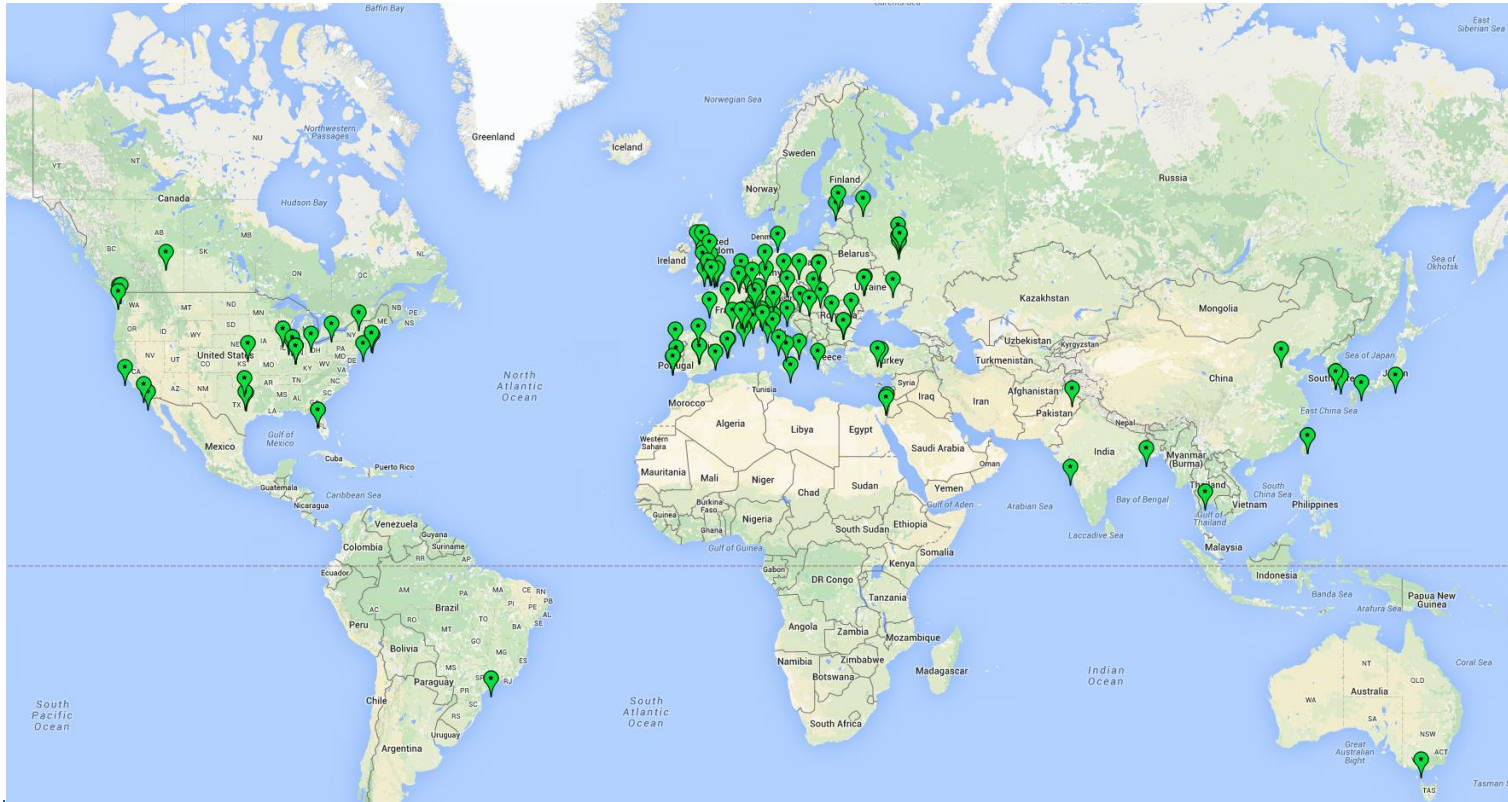 Baffin Bay
Barents Sea
East
Siberian Sea
Norwegian Sea
Greenland
Northwestern
Passages
NU
YT
NT
Iceland
Sweden
Finland
Norway
Russia
Canada
Hudson Bay
AB
MB
BC
SK
NL
ON
Ireland
Belarus
Sea of
Okhotsk
Kazakhstan
Mongolia
WA
MT
ND
MN
NB
PE
NS
OR
ID
WY
SD
NE
IA
NV
UT
CO
United States
KS
MO
KY
WV
VA
PA
MD
DE
NY
OH
CA
AZ
NM
AR
TN
NC
SC
MS
AL
TX
LA
FL
Ukraine
Portugal
Uzbekistan
Kyrgyzstan
Turkmenistan
Sea of Japan
China
North
Atlantic
Ocean
Tunisia
Syria
Iraq
Iran
Afghanistan
Pakistan
East China Sea
Morocco
Algeria
Libya
Egypt
Nepal
Western
Sahara
Saudi Arabia
Oman
India
Myanmar
(Burma)
Mexico
Gulf of
Mexico
Cuba
Puerto Rico
Mauritania
Mali
Niger
Chad
Sudan
Yemen
Gulf of Aden
Arabian Sea
Bay of Bengal
Thailand
Gulf of
Thailand
Vietnam
South
China Sea
Philippines
Guatemala
Nicaragua
Caribbean Sea
Burkina
Faso
Guinea
Ghana
Nigeria
South Sudan
Ethiopia
Laccadive Sea
Venezuela
Guyana
Suriname
Colombia
RR
AP
Gulf of Guinea
Somalia
Malaysia
Ecuador
Gabon
DR Congo
Kenya
Indonesia
AM
PA
MA
CE
RN
PB
PE
AL
SE
PI
Tanzania
Banda Sea
Arafura Sea
Papua New
Guinea
Peru
AC
RO
Brazil
TO
BA
MT
GO
Angola
Zambia
Mozambique
Bolivia
MG
ES
MS
SP
RJ
Namibia
Zimbabwe
Botswana
Madagascar
Indian
Ocean
Coral Sea
NT
QLD
Australia
WA
SA
Paraguay
PR
SC
RS
Chile
South
Pacific
Ocean
South
Atlantic
Ocean
South Africa
Uruguay
Argentina
NSW
ACT
Great
Australian
Bight
TAS